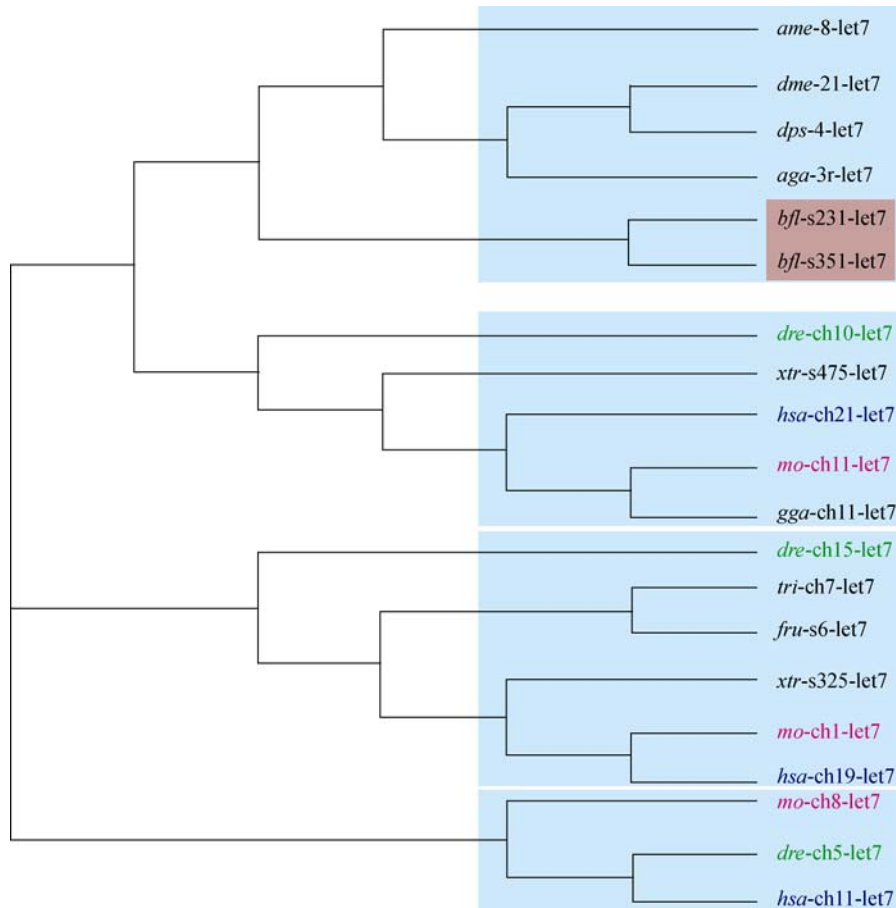 ame-8-let7
dme-21-let7
dps-4-let7
aga-3r-let7
bfl-s231-let7
bfl-s351-let7
dre-ch10-let7
xtr-s475-let7
hsa-ch21-let7
mo-ch11-let7
gga-ch11-let7
dre-ch15-let7
tri-ch7-let7
fru-s6-let7
xtr-s325-let7
mo-ch1-let7
hsa-ch19-let7
mo-ch8-let7
dre-ch5-let7
hsa-ch11-let7